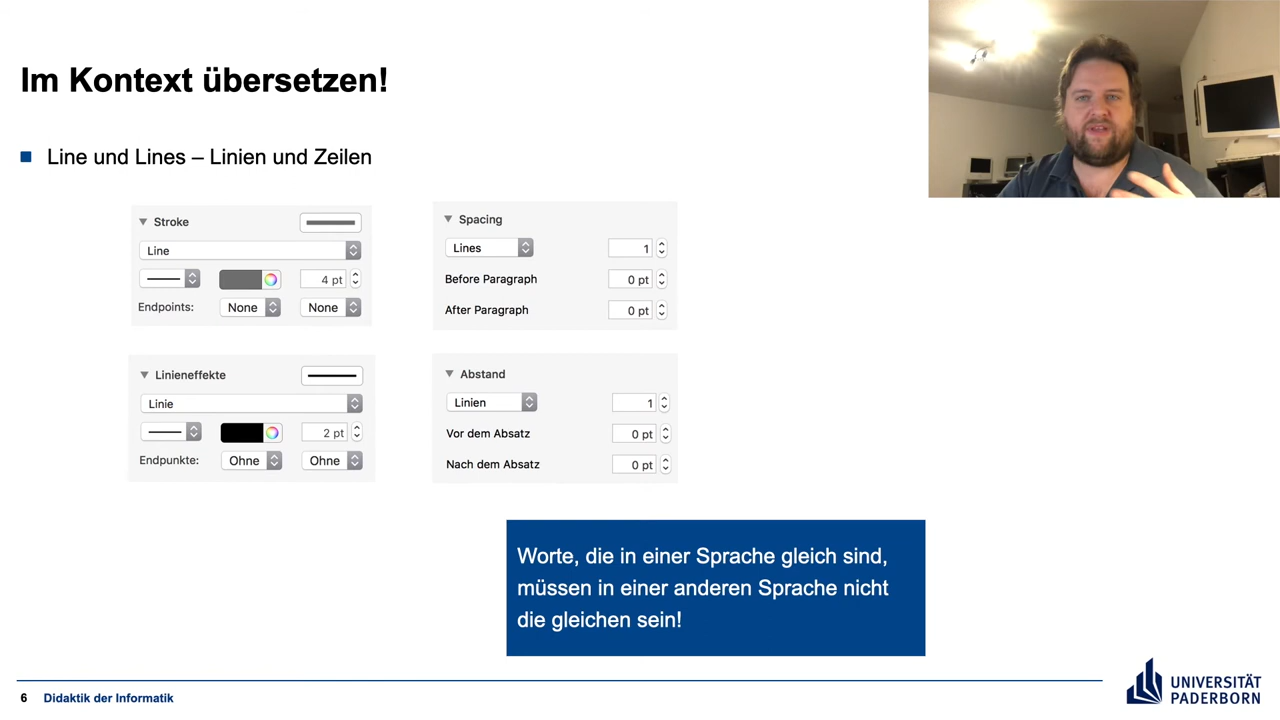 Im Kontext übersetzen!
Line und Lines – Linien und Zeilen
Stroke
Line
4 pt
Endpoints: None None
Spacing
Lines 1
Before Paragraph 0 pt
After Paragraph 0 pt
Linieneffekte
Linie
2 pt
Endpunkte: Ohne Ohne
Abstand
Linien 1
Vor dem Absatz 0 pt
Nach dem Absatz 0 pt
Worte, die in einer Sprache gleich sind,
müssen in einer anderen Sprache nicht
die gleichen sein!
6 Didaktik der Informatik
UNIVERSITÄT
PADERBORN